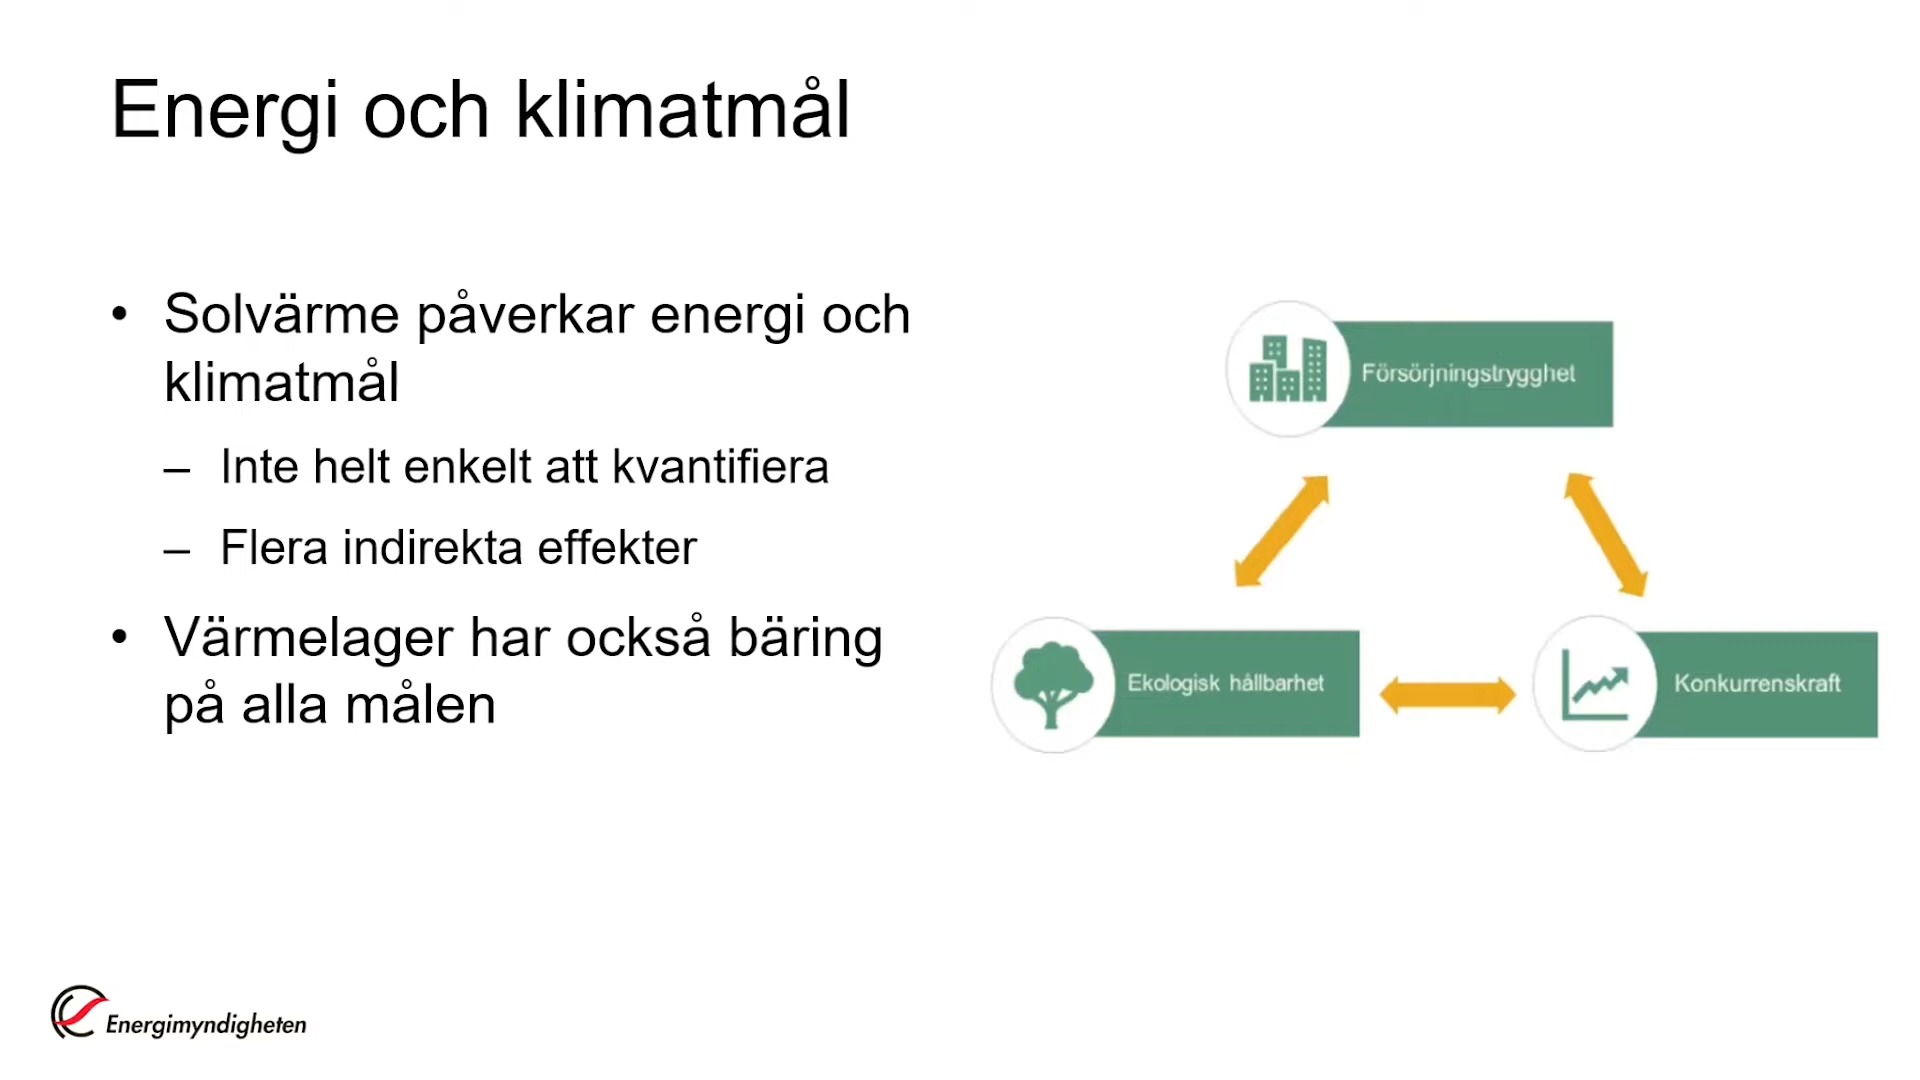 Energi och klimatmål
• Solvärme påverkar energi och
klimatmål
– Inte helt enkelt att kvantifiera
– Flera indirekta effekter
• Värmelager har också bäring
på alla målen
Försörjningstrygghet
Ekologisk hållbarhet
Konkurrenskraft
Energimyndigheten